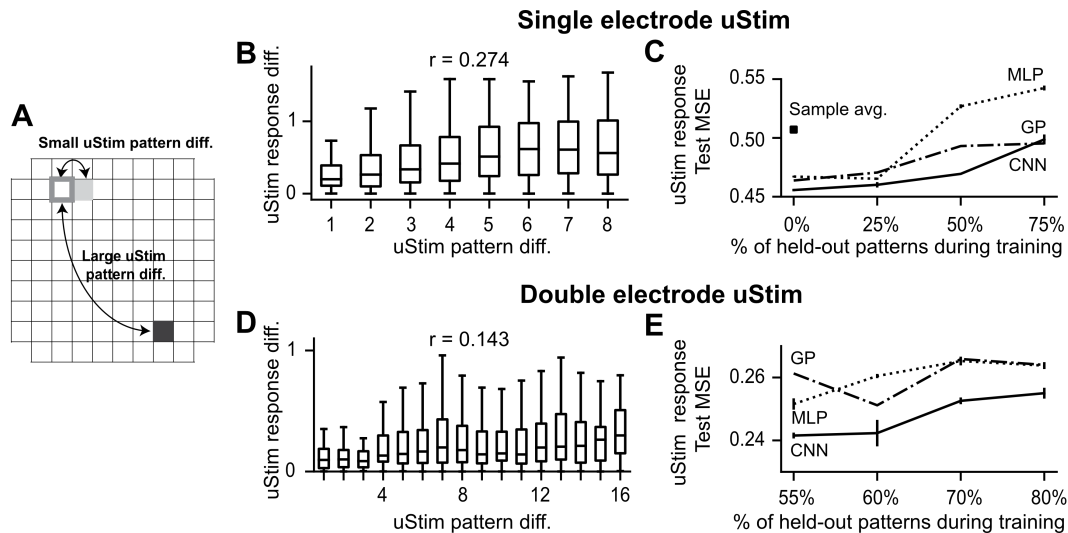 Single electrode uStim
A
Small uStim pattern diff.
Large uStim
pattern diff.
B
r = 0.274
uStim response diff.
1
0
1 2 3 4 5 6 7 8
uStim pattern diff.
C
uStim response
Test MSE
0.55
0.50
0.45
Sample avg.
MLP
GP
CNN
0% 25% 50% 75%
% of held-out patterns during training
Double electrode uStim
D
r = 0.143
uStim response diff.
1
0
4 8 12 16
uStim pattern diff.
E
uStim response
Test MSE
0.26
0.24
GP
MLP
CNN
55% 60% 70% 80%
% of held-out patterns during training